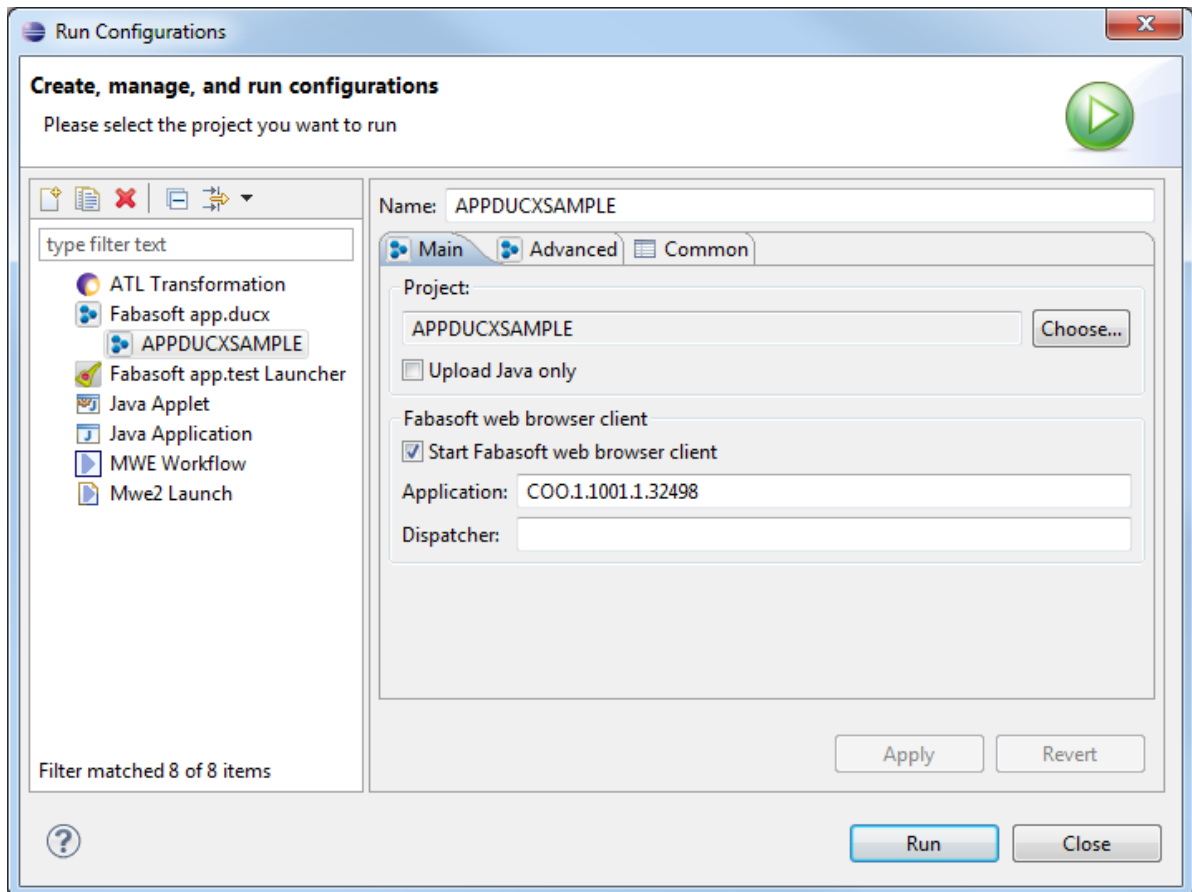 Run Configurations
X
Create, manage, and run configurations
Please select the project you want to run
type filter text
ATL Transformation
Fabasoft app.ducx
APPDUCXSAMPLE
Fabasoft app.test Launcher
Java Applet
Java Application
MWE Workflow
Mwe2 Launch
Filter matched 8 of 8 items
Name: APPDUCXSAMPLE
Main Advanced Common
Project:
APPDUCXSAMPLE Choose...
Upload Java only
Fabasoft web browser client
Start Fabasoft web browser client
Application: COO.1.1001.1.32498
Dispatcher:
Apply Revert
? Run Close